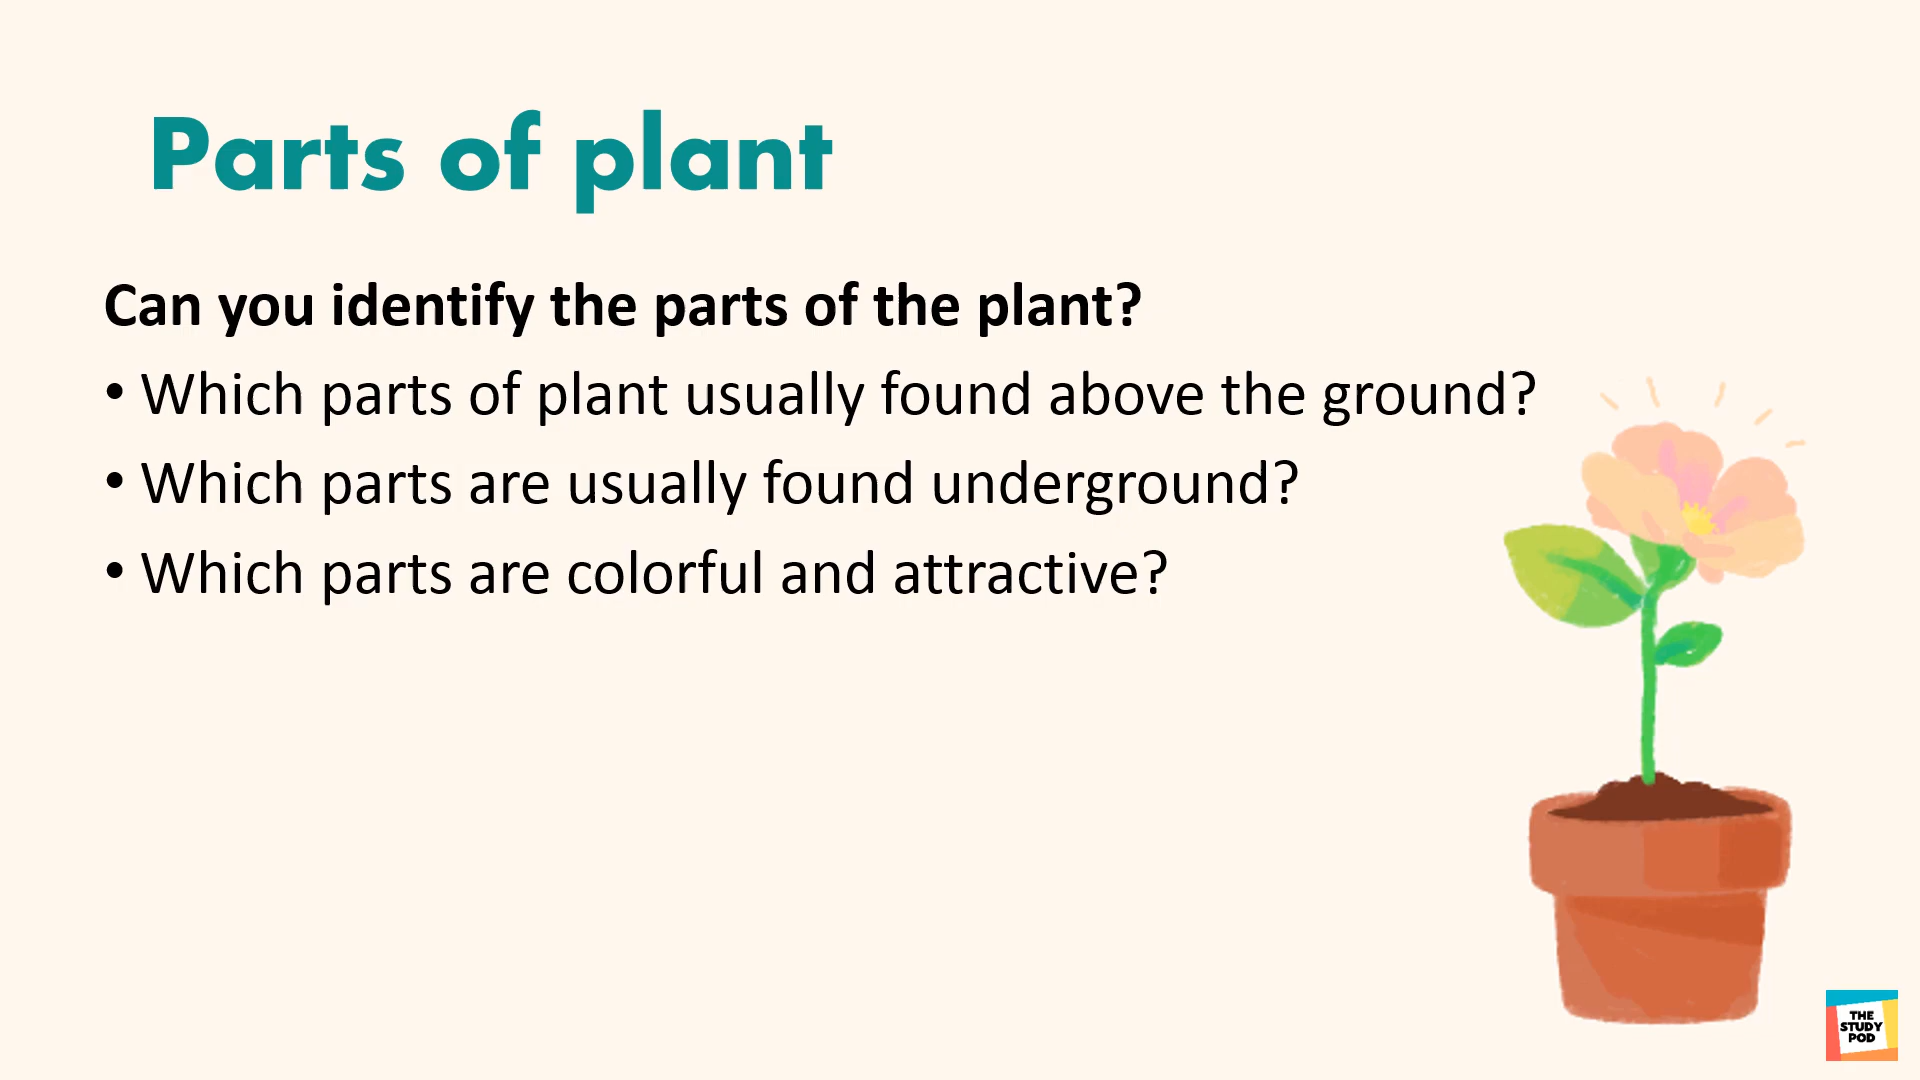 Parts of plant
Can you identify the parts of the plant?
• Which parts of plant usually found above the ground?
• Which parts are usually found underground?
• Which parts are colorful and attractive?
THE
STUDY
POD